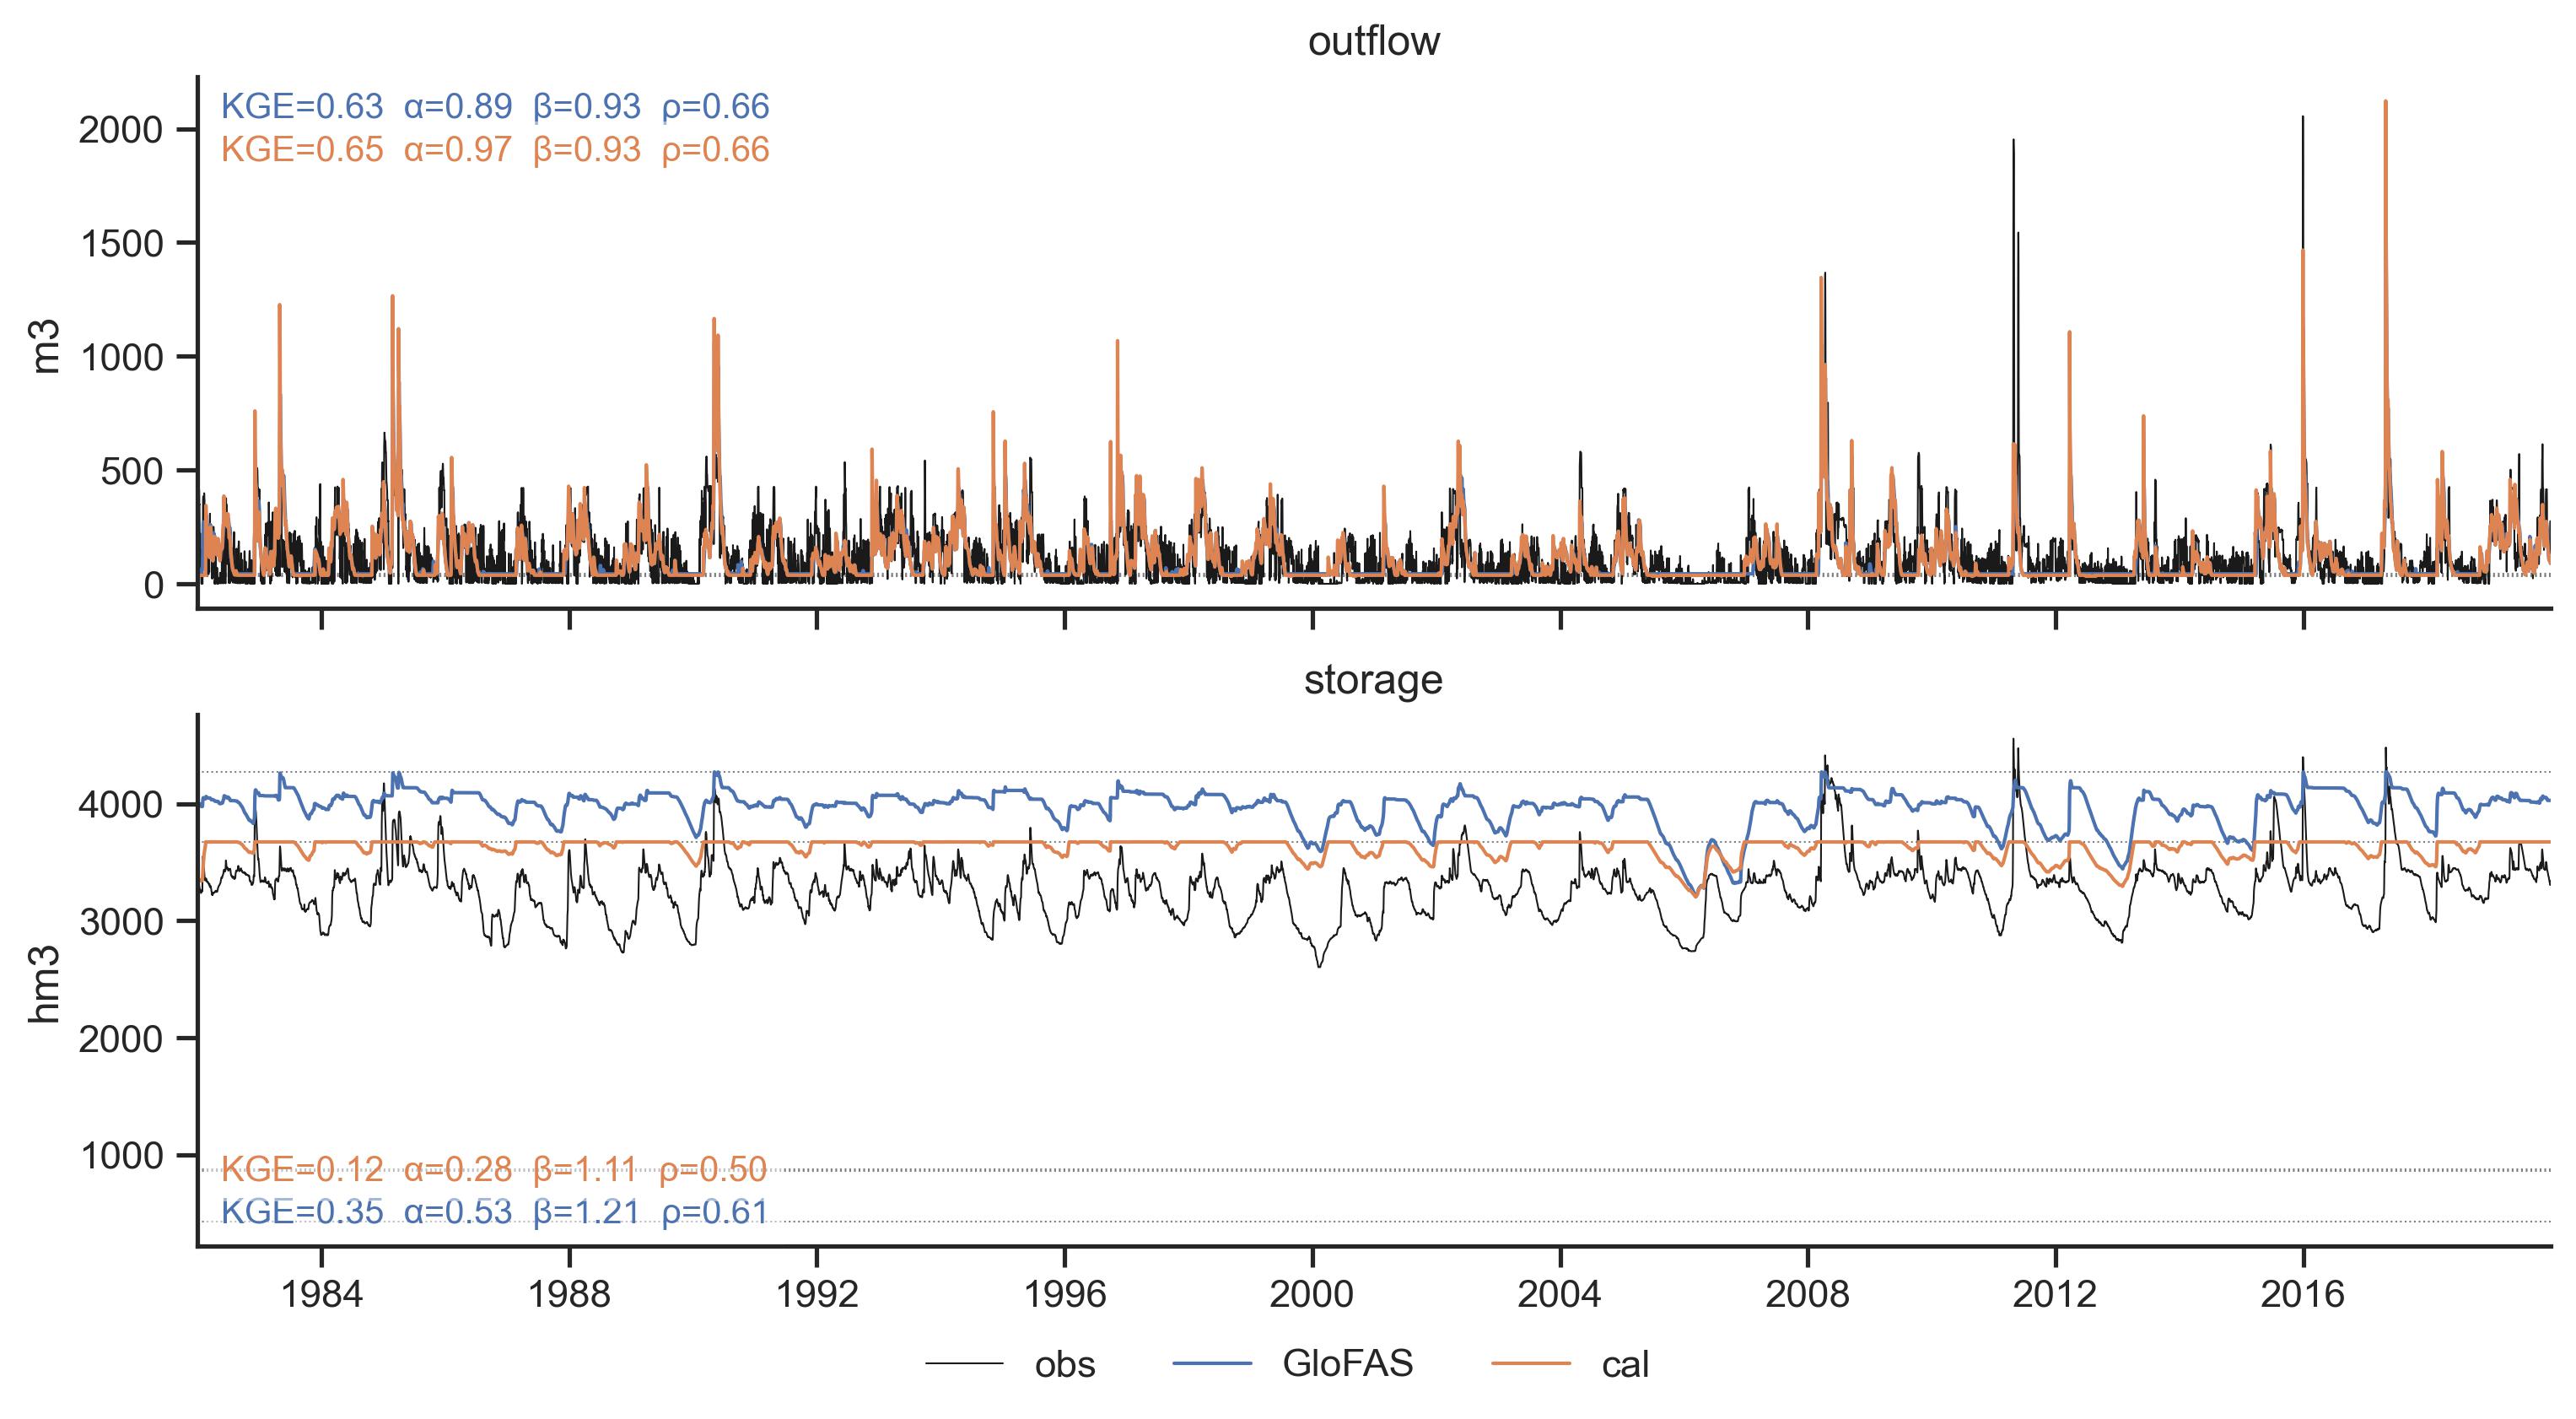 outflow
KGE=0.63 α=0.89 β=0.93 ρ=0.66
KGE=0.65 α=0.97 β=0.93 ρ=0.66
2000
1500
1000
500
0
m3
storage
4000
3000
2000
1000
hm3
KGE=0.12 α=0.28 β=1.11 ρ=0.50
KGE=0.35 α=0.53 β=1.21 ρ=0.61
1984 1988 1992 1996 2000 2004 2008 2012 2016
obs GloFAS cal